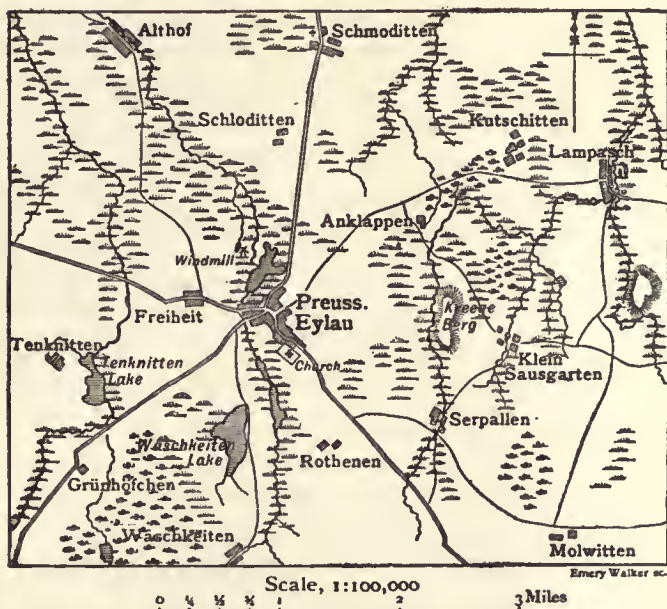 Althof
Schmoditten
Schloditten
Kutschitten
Lampasch
Anklappen
Windmill
Preuss.
Eylau
Freiheit
Kreege
Berg
Tenknitten
Tenknitten
Lake
Church
Klein
Sausgarten
Serpallen
Waschkeiten
Lake
Rothenen
Grünhöfchen
Waschkeiten
Molwitten
Emery Walker sc.
Scale, 1:100,000
0 ¼ ½ ¾ 1 2 3 Miles